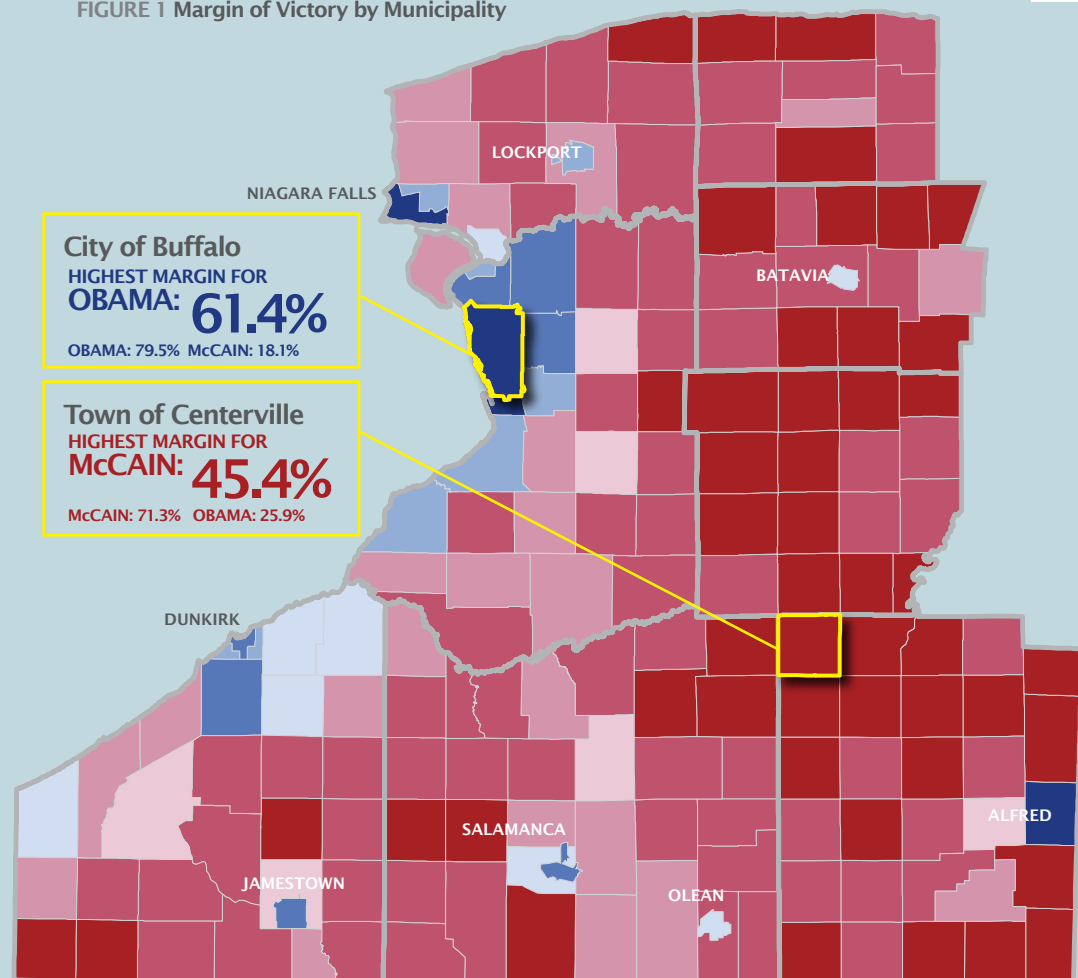 FIGURE 1 Margin of Victory by Municipality
LOCKPORT
NIAGARA FALLS
City of Buffalo
HIGHEST MARGIN FOR
OBAMA: 61.4%
OBAMA: 79.5% McCAIN: 18.1%
BATAVIA
Town of Centerville
HIGHEST MARGIN FOR
McCAIN: 45.4%
McCAIN: 71.3% OBAMA: 25.9%
DUNKIRK
ALFRED
SALAMANCA
JAMESTOWN
OLEAN